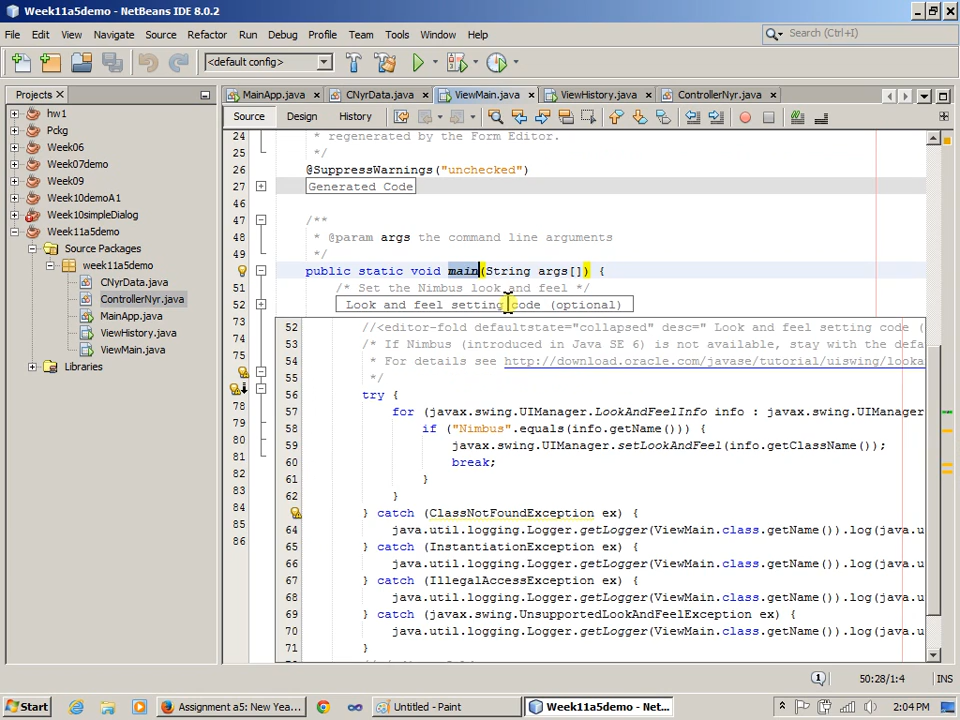 Week11a5demo - NetBeans IDE 8.0.2
File Edit View Navigate Source Refactor Run Debug Profile Team Tools Window Help
Search (Ctrl+I)
<default config>
Projects
MainApp.java CNyrData.java ViewMain.java ViewHistory.java ControllerNyr.java
Source Design History
hw1
Pckg
Week06
Week07demo
Week09
Week10demoA1
Week10simpleDialog
Week11a5demo
Source Packages
week11a5demo
CNyrData.java
ControllerNyr.java
MainApp.java
ViewHistory.java
ViewMain.java
Libraries
24 * regenerated by the Form Editor.
25 */
26 @SuppressWarnings("unchecked")
27 Generated Code
46
47 /**
48 * @param args the command line arguments
49 */
public static void main(String args[]) {
51 /* Set the Nimbus look and feel */
52 Look and feel setting code (optional)
73
74
75
78
79
80
81
82
83
84
85
86
52 //<editor-fold defaultstate="collapsed" desc=" Look and feel setting code (
53 /* If Nimbus (introduced in Java SE 6) is not available, stay with the defa
54 * For details see http://download.oracle.com/javase/tutorial/uiswing/looka
55 */
56 try {
57 for (javax.swing.UIManager.LookAndFeelInfo info : javax.swing.UIManager
58 if ("Nimbus".equals(info.getName())) {
59 javax.swing.UIManager.setLookAndFeel(info.getClassName());
60 break;
61 }
62 }
} catch (ClassNotFoundException ex) {
64 java.util.logging.Logger.getLogger(ViewMain.class.getName()).log(java.u
65 } catch (InstantiationException ex) {
66 java.util.logging.Logger.getLogger(ViewMain.class.getName()).log(java.u
67 } catch (IllegalAccessException ex) {
68 java.util.logging.Logger.getLogger(ViewMain.class.getName()).log(java.u
69 } catch (javax.swing.UnsupportedLookAndFeelException ex) {
70 java.util.logging.Logger.getLogger(ViewMain.class.getName()).log(java.u
71 }
1 50:28/1:4 INS
Start Assignment a5: New Yea... Untitled - Paint Week11a5demo - Net... 2:04 PM